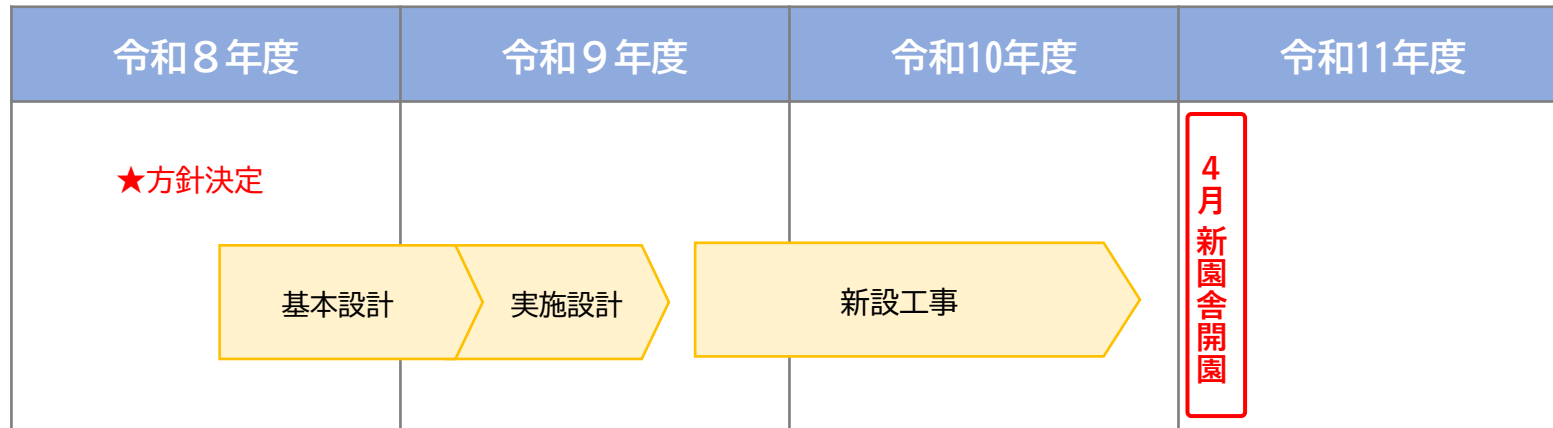 令和８年度
令和９年度
令和10年度
令和11年度
★方針決定
基本設計
実施設計
新設工事
４月 新園舎開園